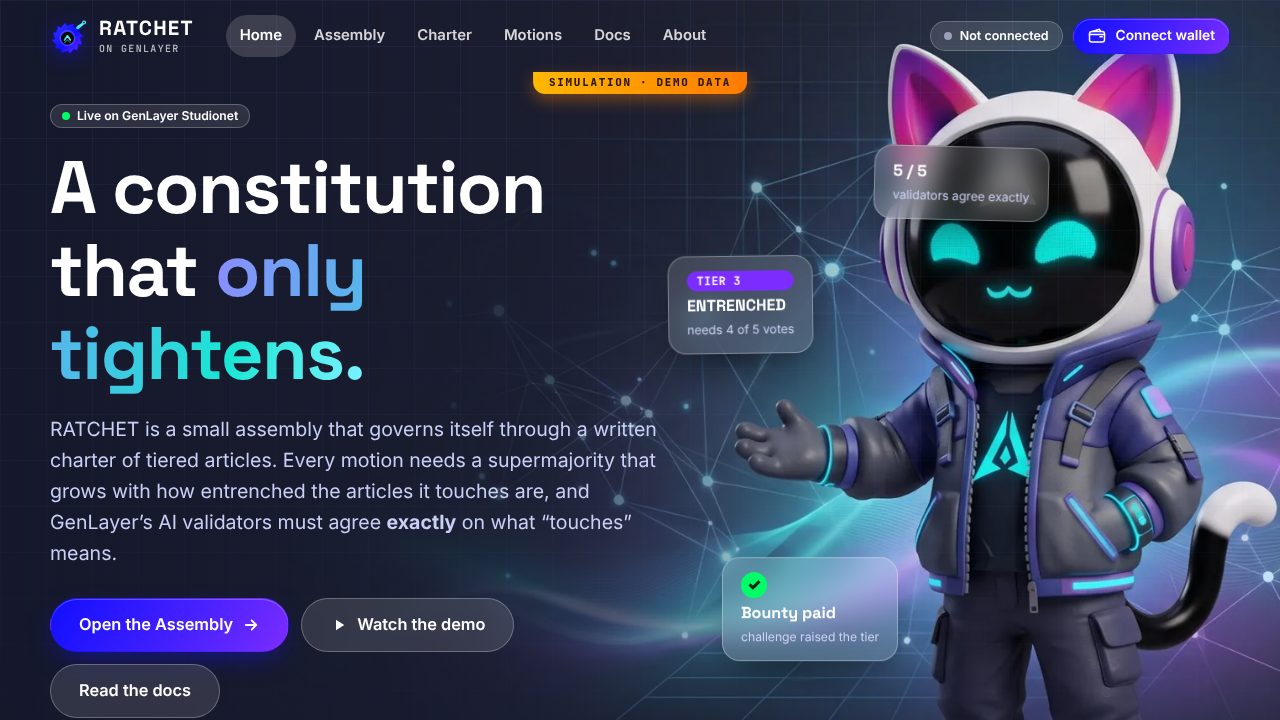 RATCHET
ON GENLAYER
Home
Assembly
Charter
Motions
Docs
About
Not connected
Connect wallet
SIMULATION · DEMO DATA
Live on GenLayer Studionet
A constitution
that only
tightens.
RATCHET is a small assembly that governs itself through a written
charter of tiered articles. Every motion needs a supermajority that
grows with how entrenched the articles it touches are, and
GenLayer’s AI validators must agree exactly on what “touches”
means.
Open the Assembly →
Watch the demo
Read the docs
5/5
validators agree exactly
TIER 3
ENTRENCHED
needs 4 of 5 votes
Bounty paid
challenge raised the tier